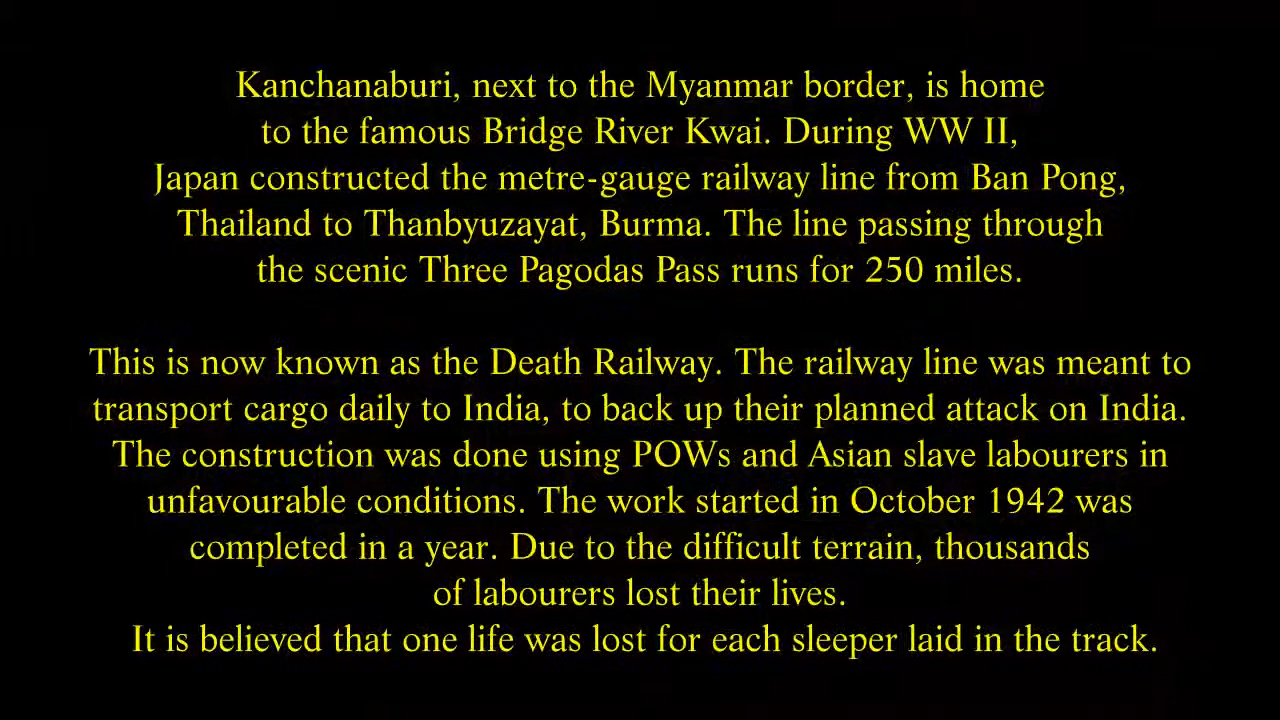 Kanchanaburi, next to the Myanmar border, is home
to the famous Bridge River Kwai. During WW II,
Japan constructed the metre-gauge railway line from Ban Pong,
Thailand to Thanbyuzayat, Burma. The line passing through
the scenic Three Pagodas Pass runs for 250 miles.
This is now known as the Death Railway. The railway line was meant to
transport cargo daily to India, to back up their planned attack on India.
The construction was done using POWs and Asian slave labourers in
unfavourable conditions. The work started in October 1942 was
completed in a year. Due to the difficult terrain, thousands
of labourers lost their lives.
It is believed that one life was lost for each sleeper laid in the track.